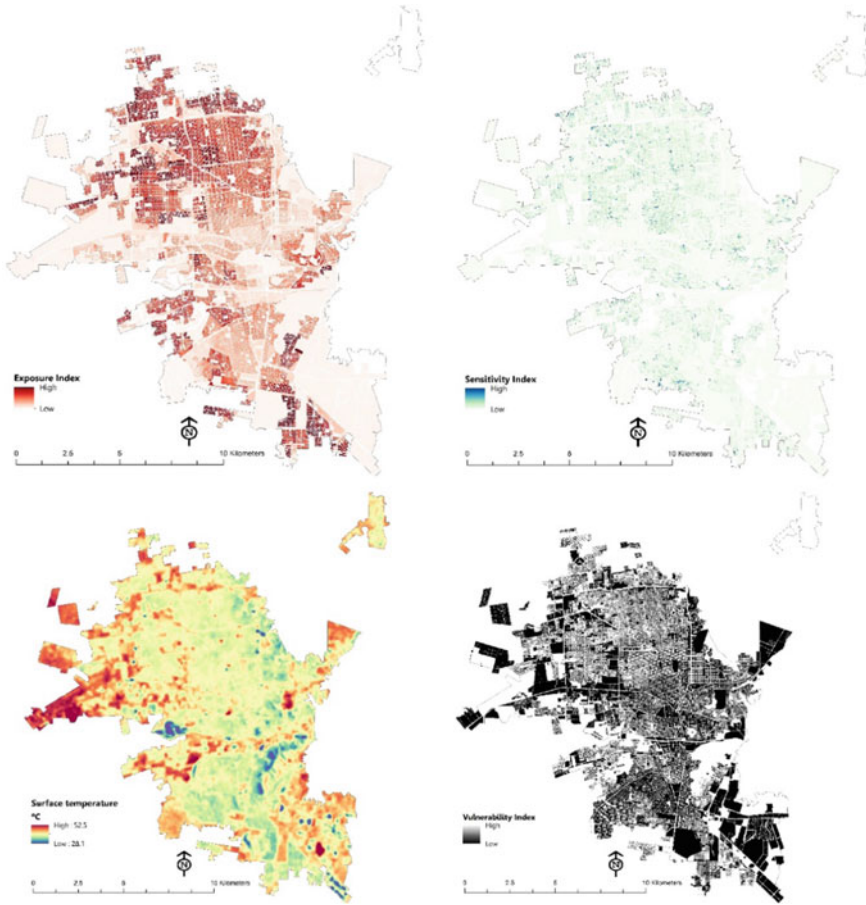 Exposure Index
High
Low
N
0 2.5 5 10 Kilometers
Sensitivity Index
High
Low
N
0 2.5 5 10 Kilometers
Surface temperature
°C
High : 52.5
Low : 28.1
N
0 2.5 5 10 Kilometers
Vulnerability Index
High
Low
N
0 2.5 5 10 Kilometers